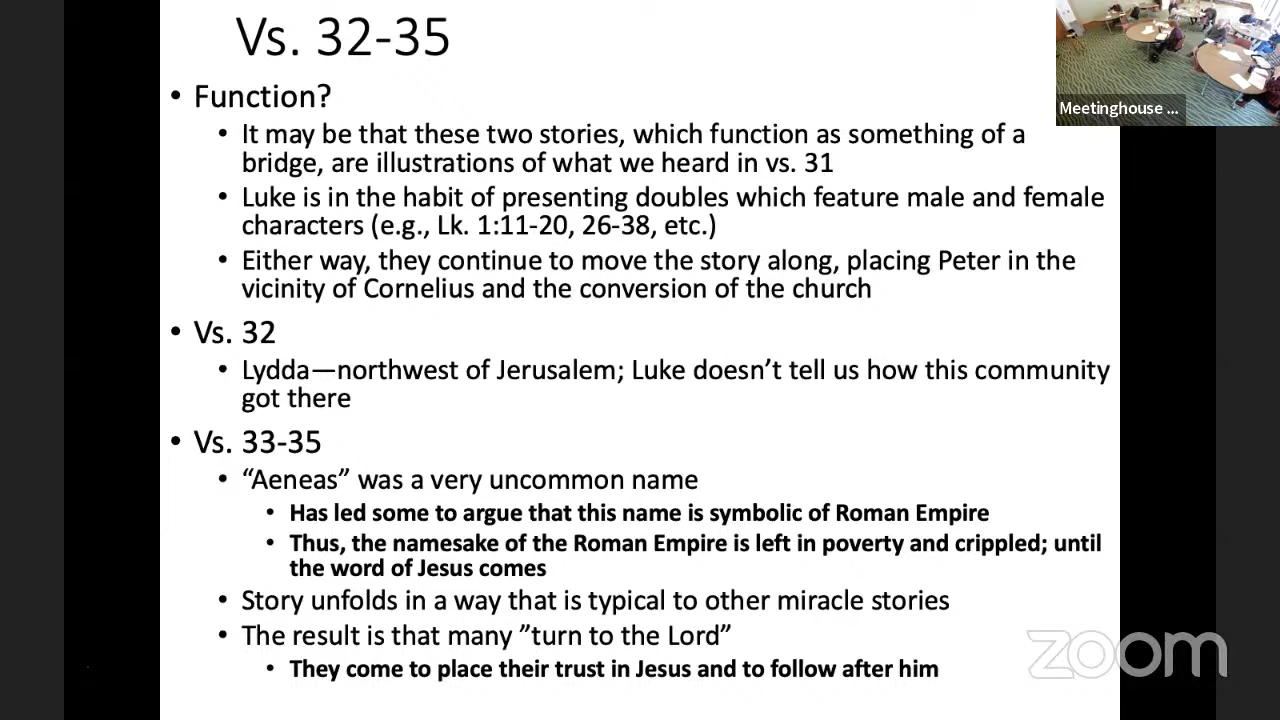 Vs. 32-35
• Function?
• It may be that these two stories, which function as something of a
bridge, are illustrations of what we heard in vs. 31
• Luke is in the habit of presenting doubles which feature male and female
characters (e.g., Lk. 1:11-20, 26-38, etc.)
• Either way, they continue to move the story along, placing Peter in the
vicinity of Cornelius and the conversion of the church
• Vs. 32
• Lydda—northwest of Jerusalem; Luke doesn’t tell us how this community
got there
• Vs. 33-35
• “Aeneas” was a very uncommon name
• Has led some to argue that this name is symbolic of Roman Empire
• Thus, the namesake of the Roman Empire is left in poverty and crippled; until
the word of Jesus comes
• Story unfolds in a way that is typical to other miracle stories
• The result is that many ”turn to the Lord”
• They come to place their trust in Jesus and to follow after him
Meetinghouse ...
zoom